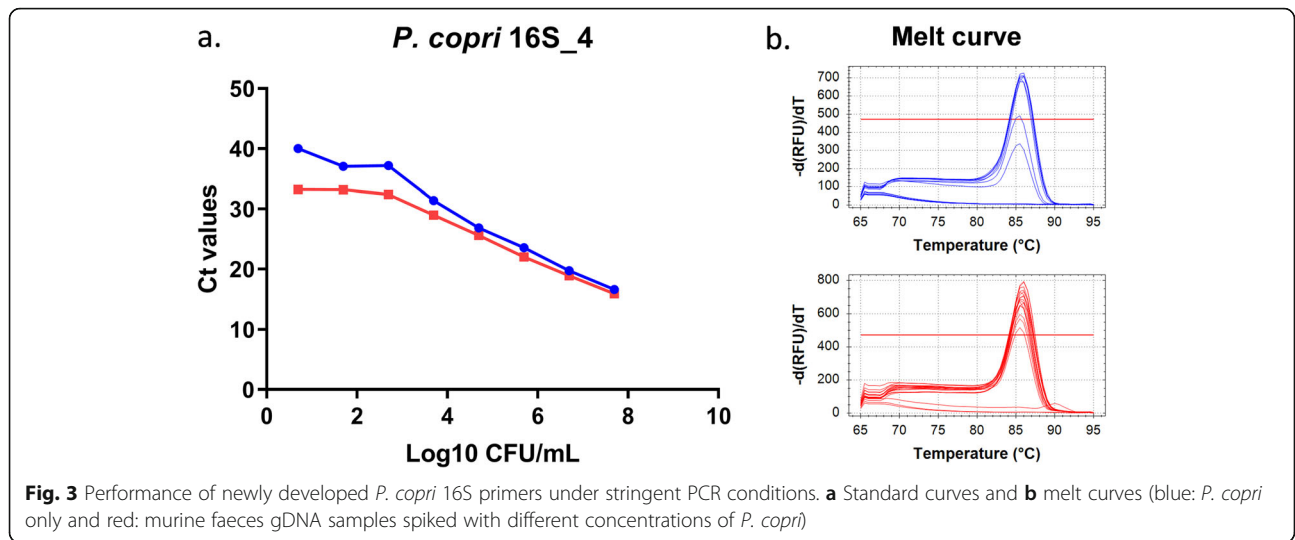 a.
P. copri 16S_4
50
40
30
20
10
0
Ct values
0 2 4 6 8 10
Log10 CFU/mL
b.
Melt curve
700
600
500
400
300
200
100
0
-d(RFU)/dT
65 70 75 80 85 90 95
Temperature (°C)
800
600
400
200
0
-d(RFU)/dT
65 70 75 80 85 90 95
Temperature (°C)
Fig. 3 Performance of newly developed P. copri 16S primers under stringent PCR conditions. a Standard curves and b melt curves (blue: P. copri
only and red: murine faeces gDNA samples spiked with different concentrations of P. copri)